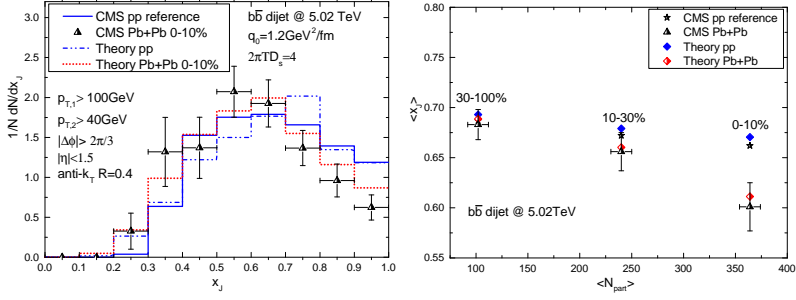 CMS pp reference
CMS Pb+Pb 0-10%
Theory pp
Theory Pb+Pb 0-10%
bb̄ dijet @ 5.02 TeV
q₀=1.2GeV²/fm
2πTDₛ=4
p_T,1> 100GeV
p_T,2> 40GeV
|Δϕ|> 2π/3
|η|<1.5
anti-k_T R=0.4
1/N dN/dx_J
3.0
2.5
2.0
1.5
1.0
0.5
0.0
0.0 0.1 0.2 0.3 0.4 0.5 0.6 0.7 0.8 0.9 1.0
x_J
CMS pp reference
CMS Pb+Pb
Theory pp
Theory Pb+Pb
30-100%
10-30%
0-10%
bb̄ dijet @ 5.02TeV
<x_J>
0.80
0.75
0.70
0.65
0.60
0.55
100 150 200 250 300 350 400
<N_part>